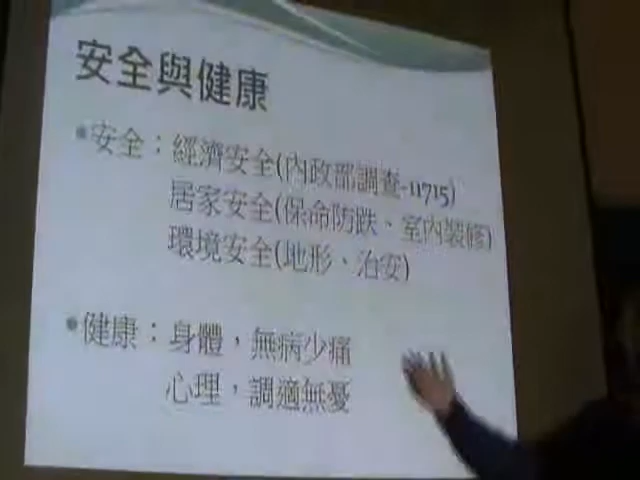 安全與健康
•安全：經濟安全(內政部調查-11715)
居家安全(保命防跌、室內裝修)
環境安全(地形、治安)
•健康：身體，無病少痛
心理，調適無憂